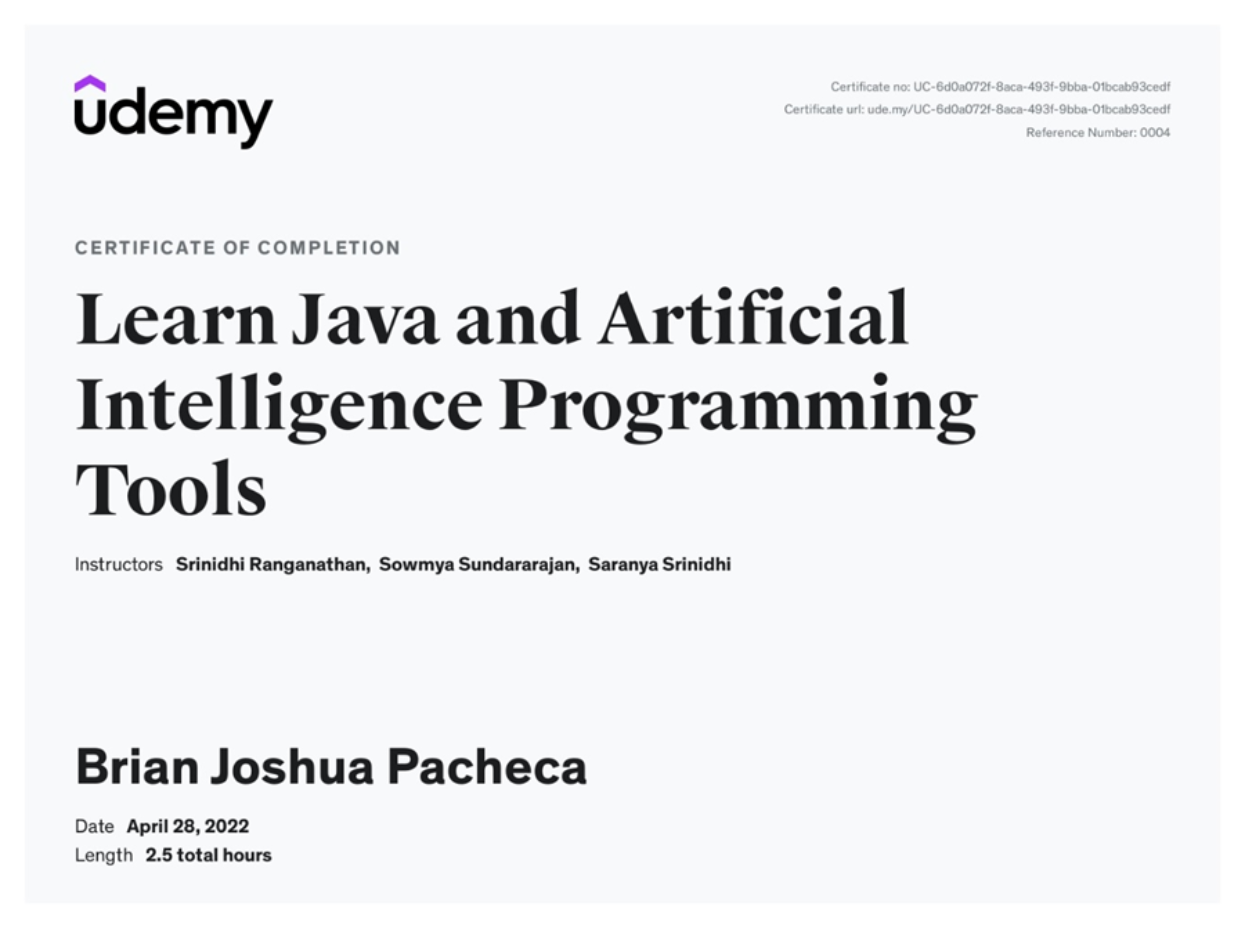 udemy
Certificate no: UC-6d0a072f-8aca-493f-9bba-01bcab93cedf
Certificate url: ude.my/UC-6d0a072f-8aca-493f-9bba-01bcab93cedf
Reference Number: 0004
CERTIFICATE OF COMPLETION
Learn Java and Artificial
Intelligence Programming
Tools
Instructors Srinidhi Ranganathan, Sowmya Sundararajan, Saranya Srinidhi
Brian Joshua Pacheca
Date April 28, 2022
Length 2.5 total hours